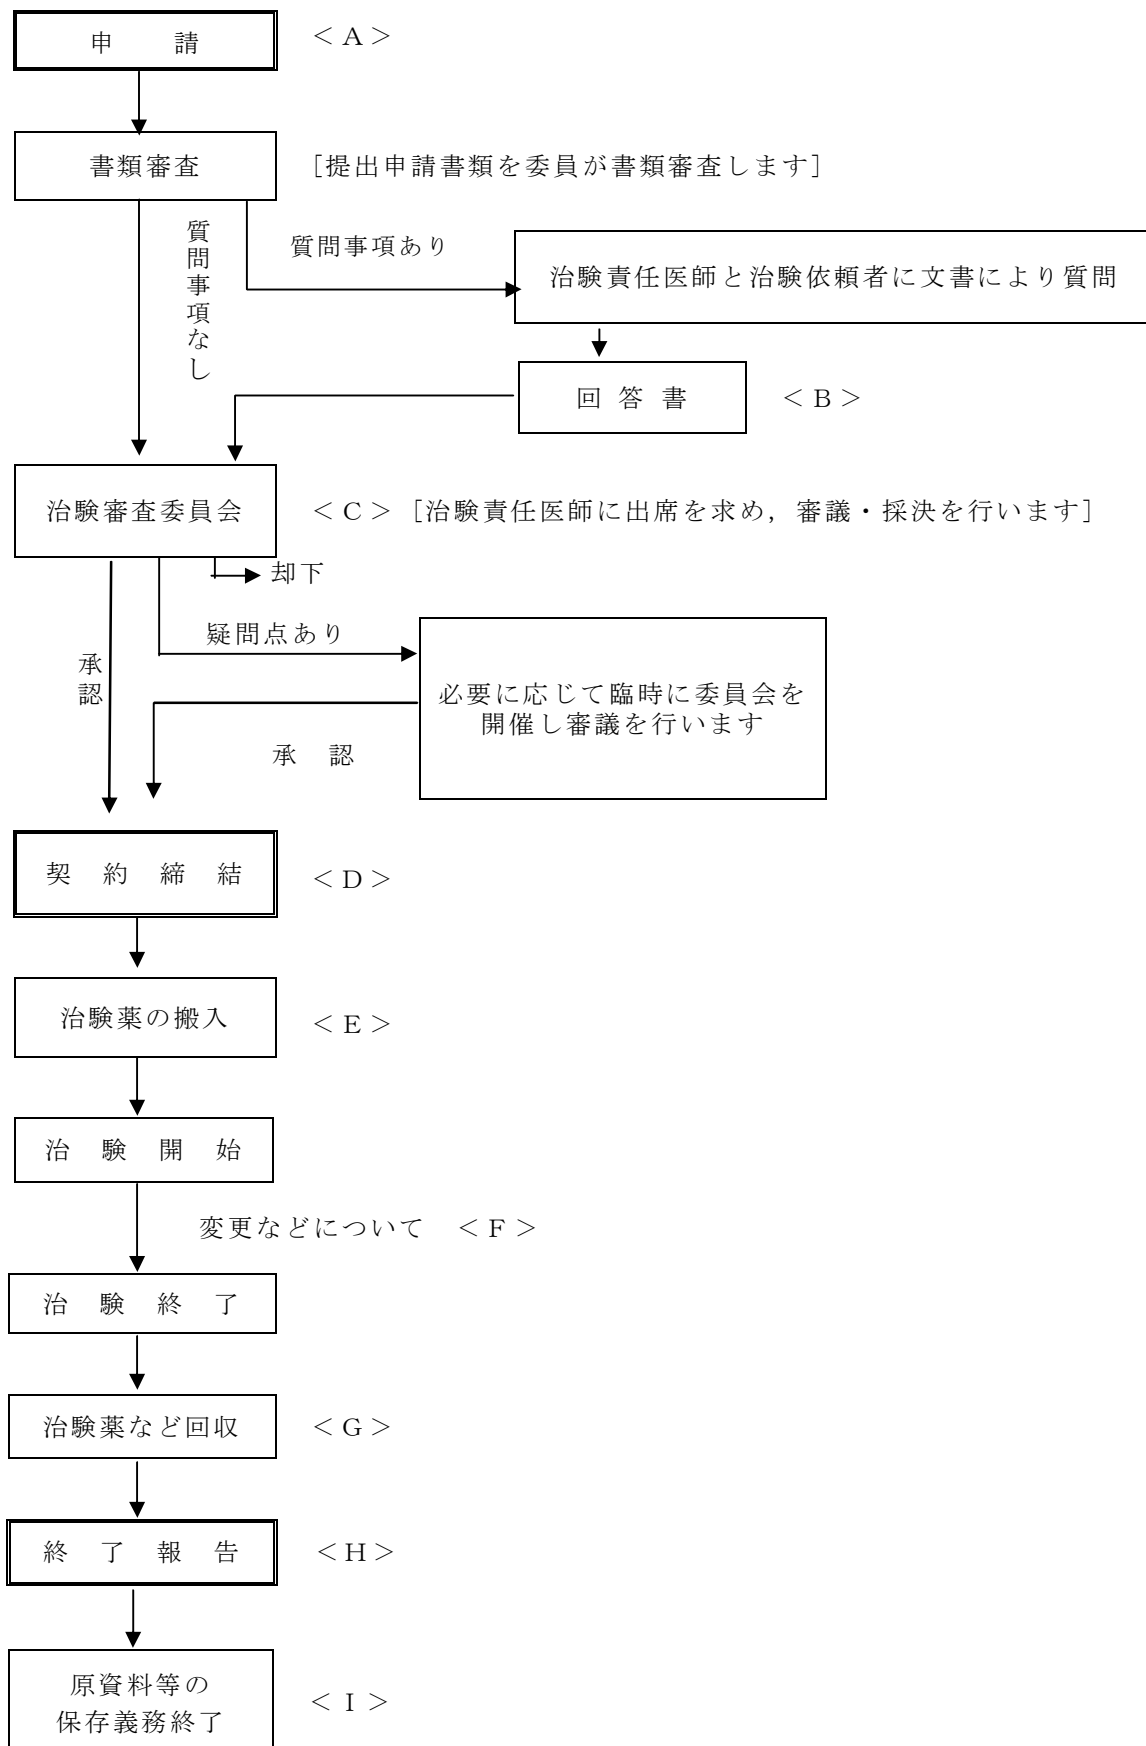 申 請 ＜A＞
書類審査 ［提出申請書類を委員が書類審査します］
質問事項なし
質問事項あり
治験責任医師と治験依頼者に文書により質問
回 答 書 ＜B＞
治験審査委員会 ＜C＞［治験責任医師に出席を求め，審議・採決を行います］
却下
疑問点あり
承認
必要に応じて臨時に委員会を
開催し審議を行います
承 認
契 約 締 結 ＜D＞
治験薬の搬入 ＜E＞
治 験 開 始
変更などについて ＜F＞
治 験 終 了
治験薬など回収 ＜G＞
終 了 報 告 ＜H＞
原資料等の
保存義務終了 ＜I＞